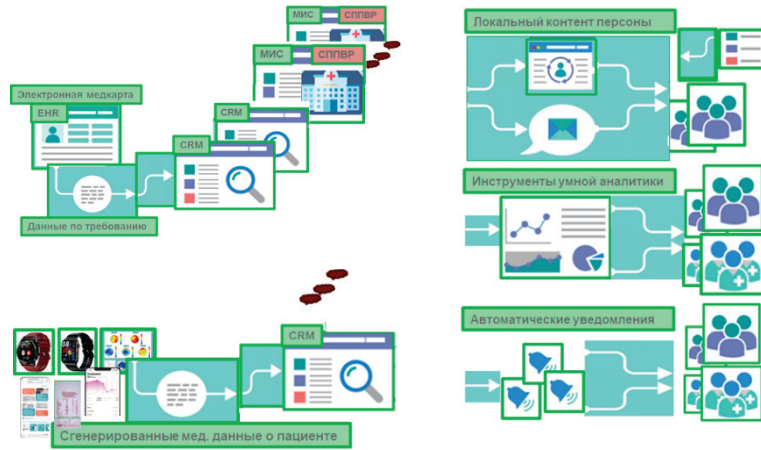 МИС СППВР
МИС СППВР
Электронная медкарта
EHR
CRM
CRM
Данные по требованию
CRM
Сгенерированные мед. данные о пациенте
Локальный контент персоны
Инструменты умной аналитики
Автоматические уведомления